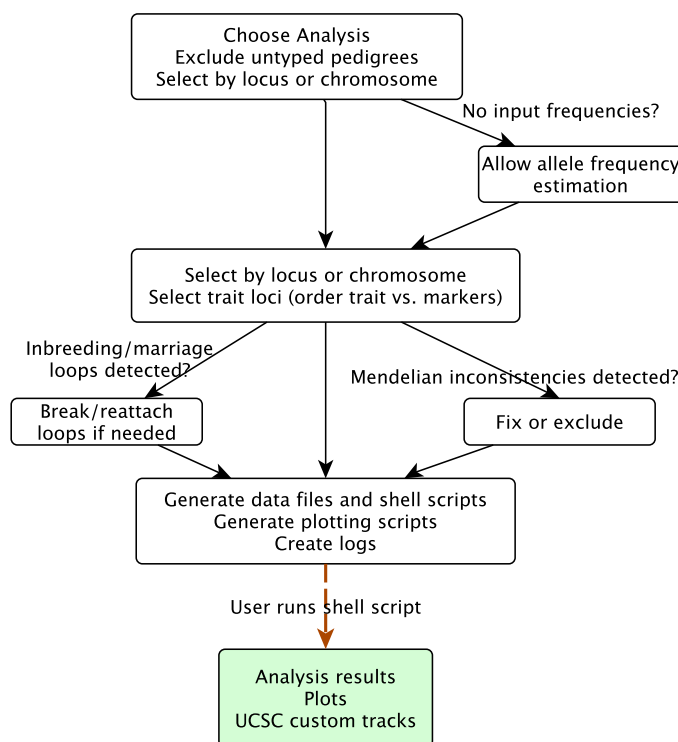 Choose Analysis
Exclude untyped pedigrees
Select by locus or chromosome
No input frequencies?
Allow allele frequency
estimation
Select by locus or chromosome
Select trait loci (order trait vs. markers)
Inbreeding/marriage
loops detected?
Mendelian inconsistencies detected?
Break/reattach
loops if needed
Fix or exclude
Generate data files and shell scripts
Generate plotting scripts
Create logs
User runs shell script
Analysis results
Plots
UCSC custom tracks